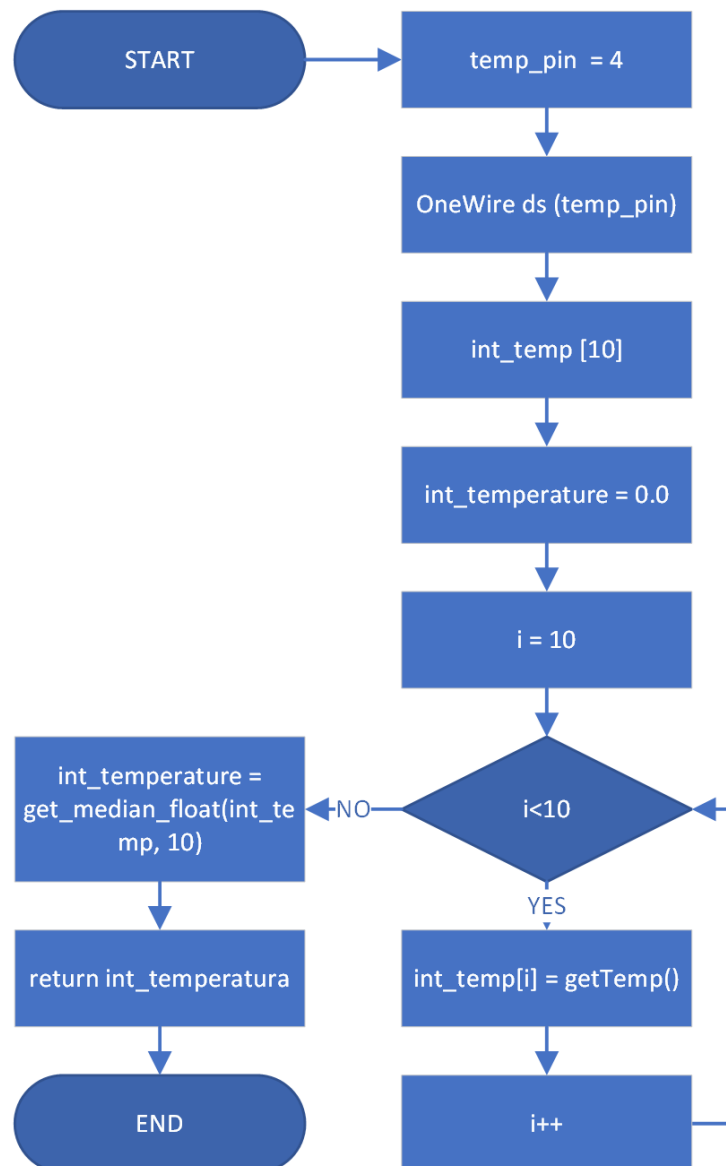 START
temp_pin = 4
OneWire ds (temp_pin)
int_temp [10]
int_temperature = 0.0
i = 10
i<10
NO
int_temperature =
get_median_float(int_te
mp, 10)
return int_temperatura
END
YES
int_temp[i] = getTemp()
i++